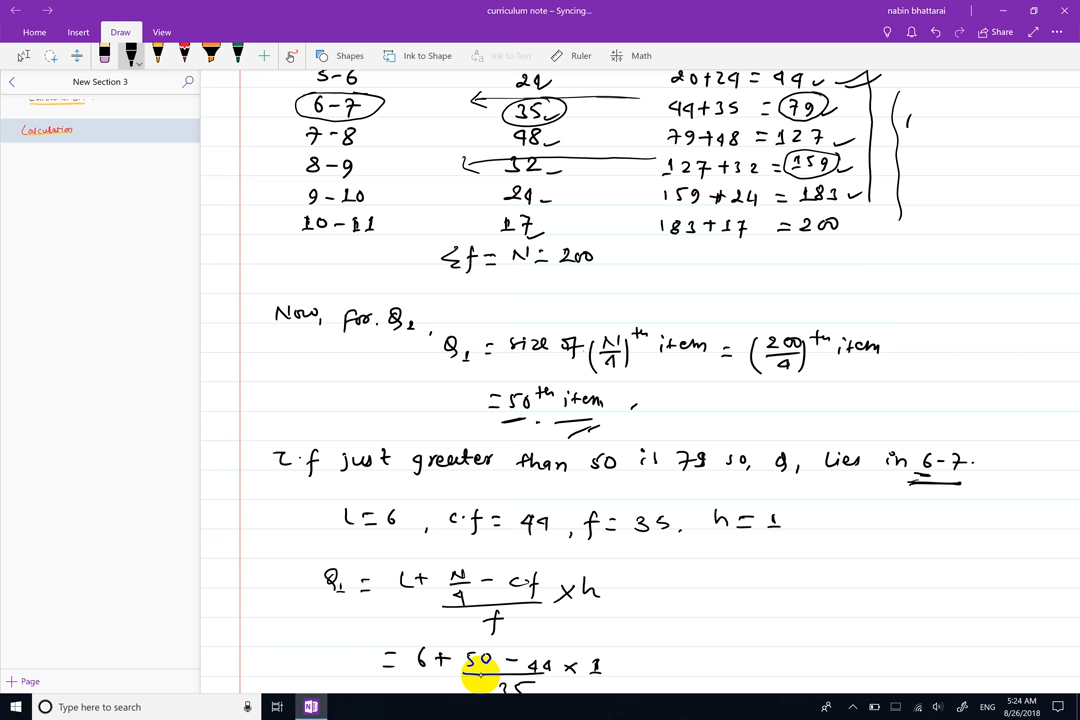 curriculum note – Syncing...
nabin bhattarai
Home Insert Draw View
Share
Shapes Ink to Shape Ink to Text Ruler Math
New Section 3
Calculation
Page
5-6 24 20+24 = 44
6-7 35 44+35 = 79
7-8 48 79+48 = 127
8-9 32 127+32 = 159
9-10 24 159+24 = 183
10-11 17 183+17 = 200
Σf = N = 200
Now, for Q1,
Q1 = size of (N/4)th item = (200/4)th item
= 50th item
C.f just greater than 50 is 79 so, Q1 lies in 6-7.
L=6, c.f = 44, f = 35. h = 1
Q1 = L + N/4 - c.f / f × h
= 6 + 50 - 44 / 35 × 1
Type here to search
ENG
5:24 AM
8/26/2018